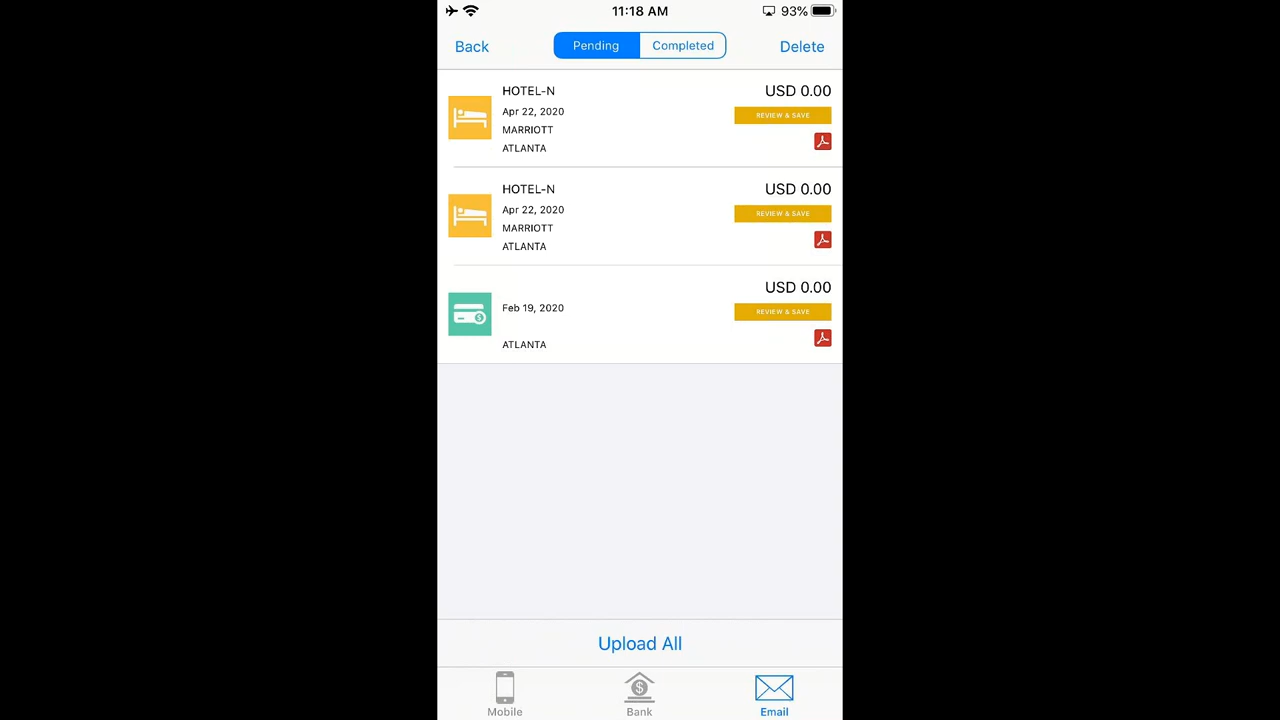 11:18 AM
93%
Back
Pending
Completed
Delete
HOTEL-N
USD 0.00
Apr 22, 2020
REVIEW & SAVE
MARRIOTT
ATLANTA
HOTEL-N
USD 0.00
Apr 22, 2020
REVIEW & SAVE
MARRIOTT
ATLANTA
USD 0.00
Feb 19, 2020
REVIEW & SAVE
ATLANTA
Upload All
Mobile
Bank
Email